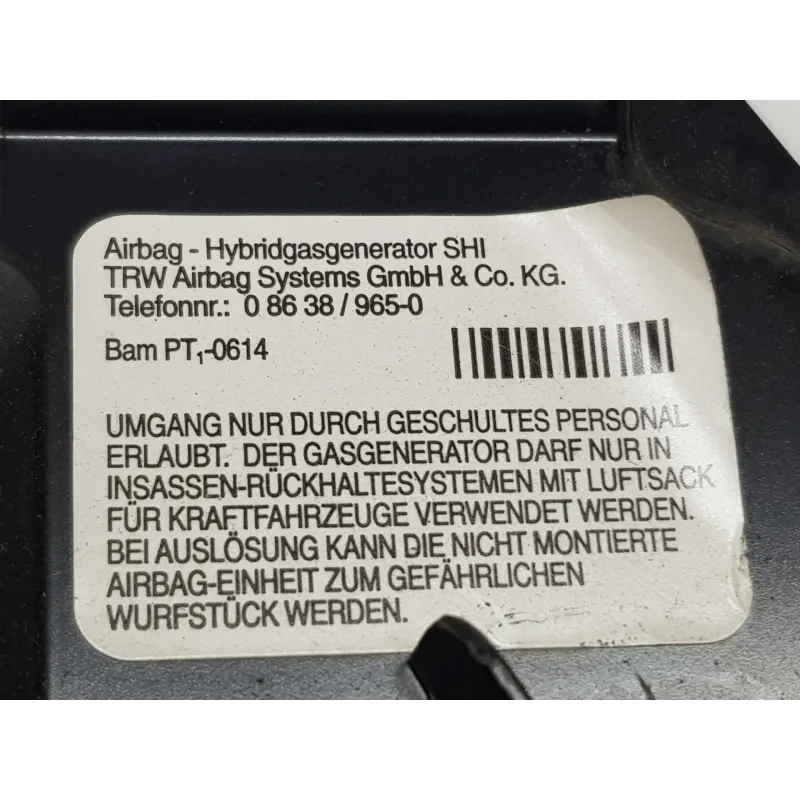 Airbag - Hybridgasgenerator SHI
TRW Airbag Systems GmbH & Co. KG.
Telefonnr.: 0 86 38 / 965-0
Bam PT₁-0614
UMGANG NUR DURCH GESCHULTES PERSONAL
ERLAUBT. DER GASGENERATOR DARF NUR IN
INSASSEN-RÜCKHALTESYSTEMEN MIT LUFTSACK
FÜR KRAFTFAHRZEUGE VERWENDET WERDEN.
BEI AUSLÖSUNG KANN DIE NICHT MONTIERTE
AIRBAG-EINHEIT ZUM GEFÄHRLICHEN
WURFSTÜCK WERDEN.